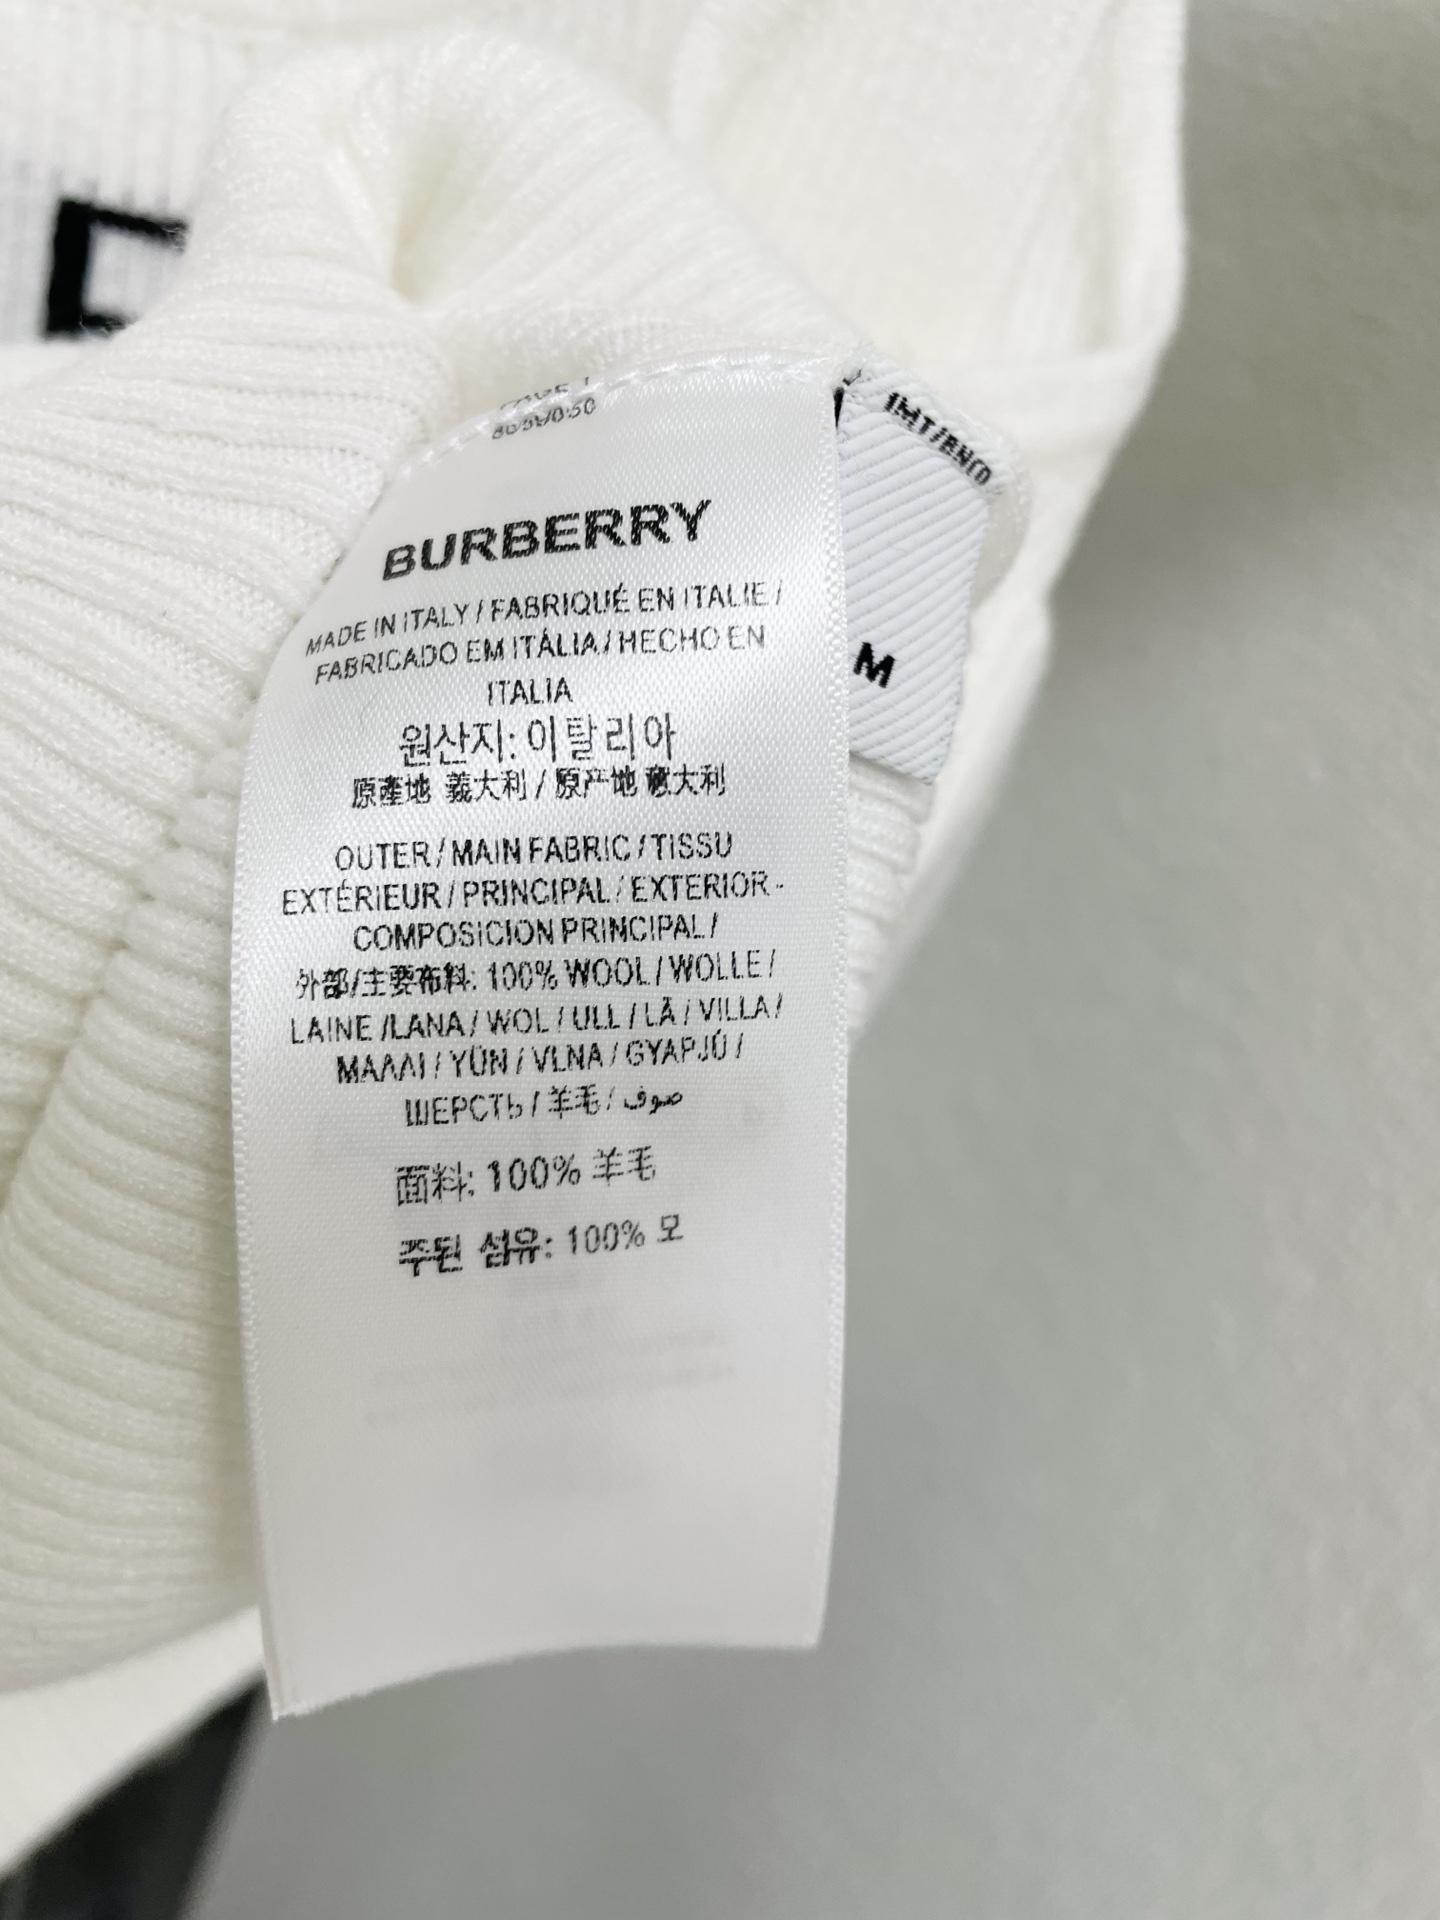 BURBERRY
MADE IN ITALY / FABRIQUÉ EN ITALIE /
FABRICADO EM ITÁLIA / HECHO EN
ITALIA
원산지: 이탈리아
原產地 義大利 / 原产地 意大利
OUTER / MAIN FABRIC / TISSU
EXTÉRIEUR / PRINCIPAL / EXTERIOR -
COMPOSICION PRINCIPAL /
外部/主要布料: 100% WOOL / WOLLE /
LAINE / LANA / WOL / ULL / LÃ / VILLA /
ΜΑΛΛΙ / YÜN / VLNA / GYAPJÚ /
ШЕРСТЬ / 羊毛 / صوف
面料: 100% 羊毛
주된 섬유: 100% 모
M